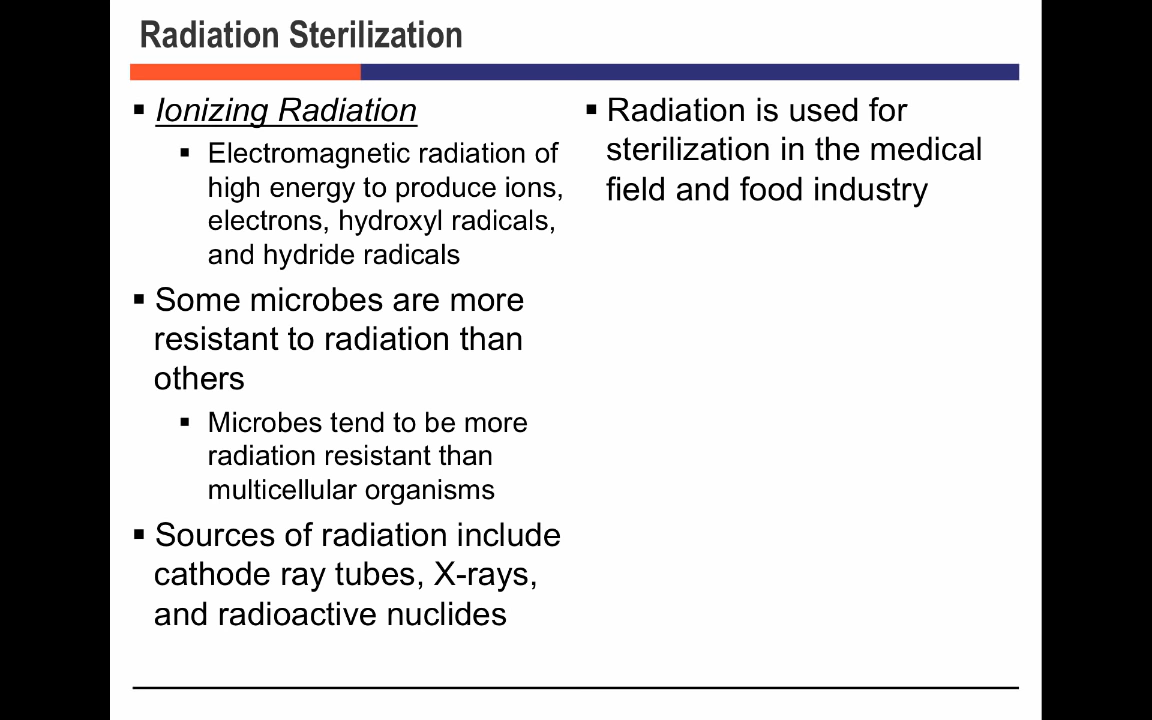 Radiation Sterilization
▪ Ionizing Radiation
▪ Electromagnetic radiation of
high energy to produce ions,
electrons, hydroxyl radicals,
and hydride radicals
▪ Some microbes are more
resistant to radiation than
others
▪ Microbes tend to be more
radiation resistant than
multicellular organisms
▪ Sources of radiation include
cathode ray tubes, X-rays,
and radioactive nuclides
▪ Radiation is used for
sterilization in the medical
field and food industry